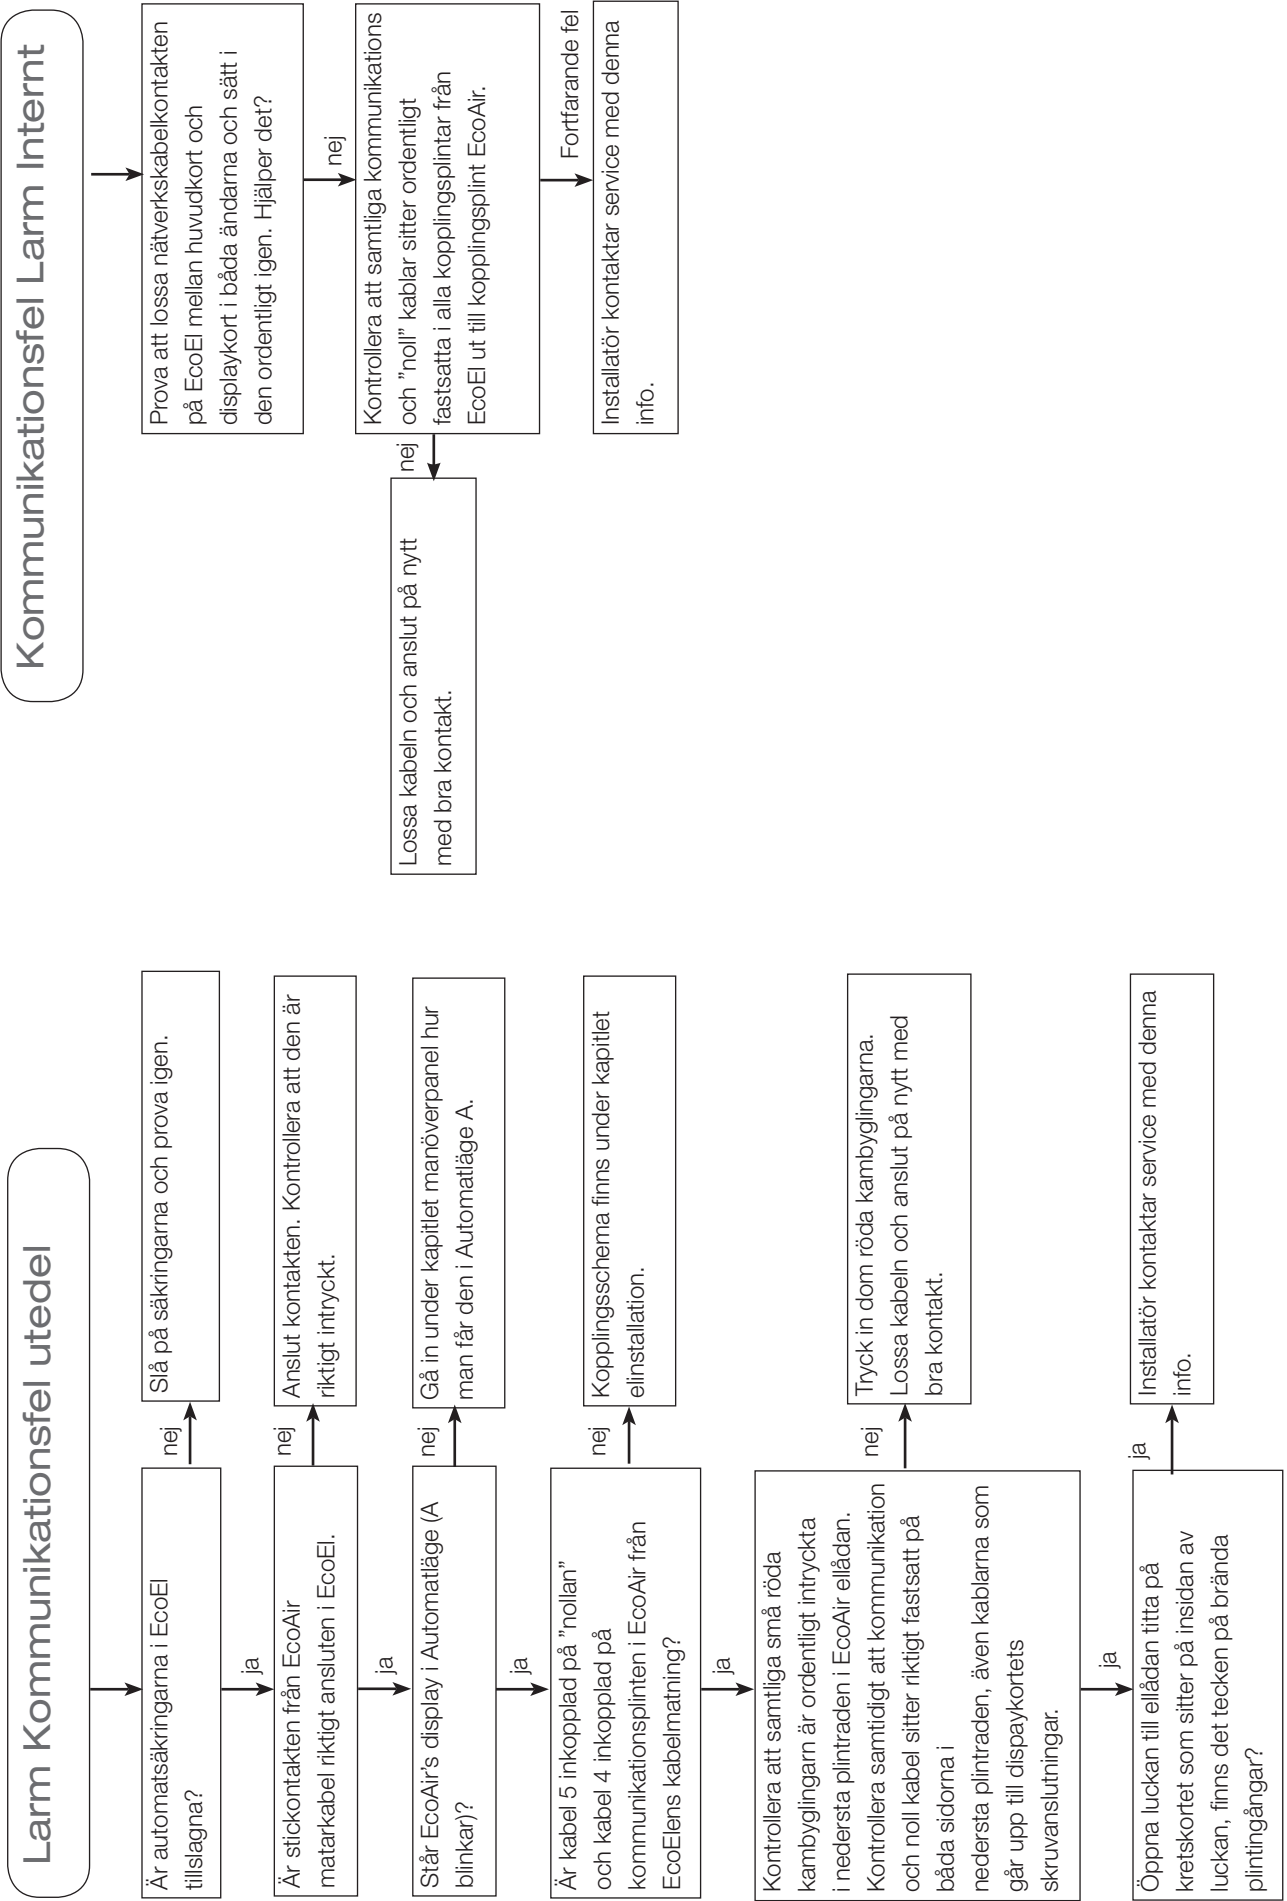 Larm Kommunikationsfel utedel
Är automatsäkringarna i EcoEl
tillslagna?
nej
Slå på säkringarna och prova igen.
ja
Är stickontakten från EcoAir
matarkabel riktigt ansluten i EcoEl.
nej
Anslut kontakten. Kontrollera att den är
riktigt intryckt.
ja
Står EcoAir's display i Automatläge (A
blinkar)?
nej
Gå in under kapitlet manöverpanel hur
man får den i Automatläge A.
ja
Är kabel 5 inkopplad på "nollan"
och kabel 4 inkopplad på
kommunikationsplinten i EcoAir från
EcoElens kabelmatning?
nej
Kopplingsschema finns under kapitlet
elinstallation.
ja
Kontrollera att samtliga små röda
kambyglingarn är ordentligt intryckta
i nedersta plintraden i EcoAir ellådan.
Kontrollera samtidigt att kommunikation
och noll kabel sitter riktigt fastsatt på
båda sidorna i
nedersta plintraden, även kablarna som
går upp till dispaykortets
skruvanslutningar.
nej
Tryck in dom röda kambyglingarna.
Lossa kabeln och anslut på nytt med
bra kontakt.
ja
Öppna luckan till ellådan titta på
kretskortet som sitter på insidan av
luckan, finns det tecken på brända
plintingångar?
ja
Installatör kontaktar service med denna
info.
Kommunikationsfel Larm Internt
Prova att lossa nätverkskabelkontakten
på EcoEl mellan huvudkort och
displaykort i båda ändarna och sätt i
den ordentligt igen. Hjälper det?
nej
Kontrollera att samtliga kommunikations
och "noll" kablar sitter ordentligt
fastsatta i alla kopplingsplintar från
EcoEl ut till kopplingsplint EcoAir.
nej
Lossa kabeln och anslut på nytt
med bra kontakt.
Fortfarande fel
Installatör kontaktar service med denna
info.